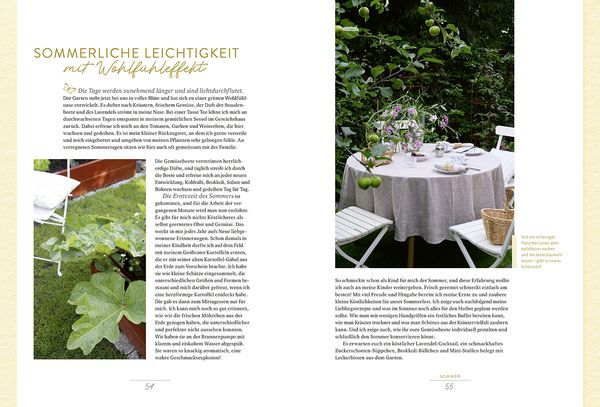 SOMMERLICHE LEICHTIGKEIT
mit Wohlfühleffekt
Die Tage werden zunehmend länger und sind lichtdurchflutet.
Der Garten steht jetzt bei uns in voller Blüte und hat sich zu einer grünen Wohlfühl-
oase entwickelt. Es duftet nach Kräutern, frischem Gemüse, der Duft der Stauden-
beete und des Lavendels strömt in meine Nase. Bei einer Tasse Tee lehne ich mich an
durchwachsenen Tagen entspannt in meinem gemütlichen Sessel im Gewächshaus
zurück. Dabei erfreue ich mich an den Tomaten, Gurken und Weinreben, die hier
wachsen und gedeihen. Es ist mein kleiner Rückzugsort, an dem ich gerne verweile
und mich eingebettet und umgeben von meinen Pflanzen sehr geborgen fühle. An
verregneten Sommertagen sitzen wir hier auch oft gemeinsam mit der Familie.
Die Gemüsebeete verströmen herrlich-
erdige Düfte, und täglich streife ich durch
die Beete und erfreue mich an jeder neuen
Entwicklung. Kohlrabi, Brokkoli, Salate und
Bohnen wachsen und gedeihen Tag für Tag.
Die Erntezeit des Sommers ist
gekommen, und für die Arbeit der ver-
gangenen Monate wird man nun entlohnt.
Es gibt für mich nichts Köstlicheres als
selbst geerntetes Obst und Gemüse. Das
weckt in mir jedes Jahr aufs Neue liebge-
wonnene Erinnerungen. Schon damals in
meiner Kindheit durfte ich auf dem Feld
mit meinem Großvater Kartoffeln ernten,
die er mit seiner alten Kartoffel-Gabel aus
der Erde zum Vorschein brachte. Ich habe
sie wie kleine Schätze eingesammelt, die
unterschiedlichen Größen und Formen be-
staunt und mich darüber gefreut, wenn ich
eine herzförmige Kartoffel entdeckt habe.
Die gab es dann zum Mittagessen nur für
mich. Ich kann mich noch so gut erinnern,
wie wir die frischen Möhrchen aus der
Erde gezogen haben, die unterschiedlicher
und perfekter nicht aussehen konnten.
Wir haben sie an der Brunnenpumpe mit
klarem und eiskaltem Wasser abgespült.
Sie waren so knackig-aromatisch, eine
wahre Geschmacksexplosion!
54
Sich ein schattiges
Plätzchen unter dem
Apfelbaum suchen
und die Seele baumeln
lassen – gibt es etwas
Schöneres?
So schmeckte schon als Kind für mich der Sommer, und diese Erfahrung wollte
ich auch an meine Kinder weitergeben. Frisch geerntet schmeckt einfach am
besten! Mit viel Freude und Hingabe bereite ich meine Ernte zu und zaubere
kleine Köstlichkeiten für unser Sommerfest. Ich zeige euch nachfolgend meine
Lieblingsrezepte und was im Sommer noch alles für den Herbst geplant werden
sollte. Wie man mit wenigen Handgriffen ein festliches Buffet bereiten kann,
wie man Kräuter trocknet und was man Schönes aus der Kräutervielfalt zaubern
kann. Und ich zeige auch, wie ihr eure Gemüsebeete individuell gestalten und
schließlich den Sommer konservieren könnt.
Es erwarten euch ein köstlicher Lavendel-Cocktail, ein schmackhaftes
Zuckerschoten-Süppchen, Brokkoli-Bällchen und Mini-Stullen belegt mit
Leckerbissen aus dem Garten.
SOMMER
55